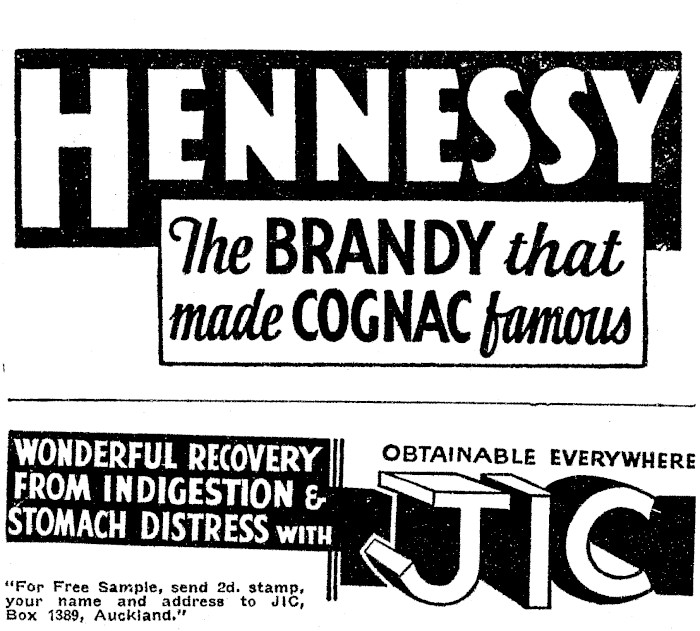 HENNESSY
The BRANDY that
made COGNAC famous
WONDERFUL RECOVERY
FROM INDIGESTION &
STOMACH DISTRESS WITH
OBTAINABLE EVERYWHERE
JIC
"For Free Sample, send 2d. stamp,
your name and address to JIC,
Box 1389, Auckland."